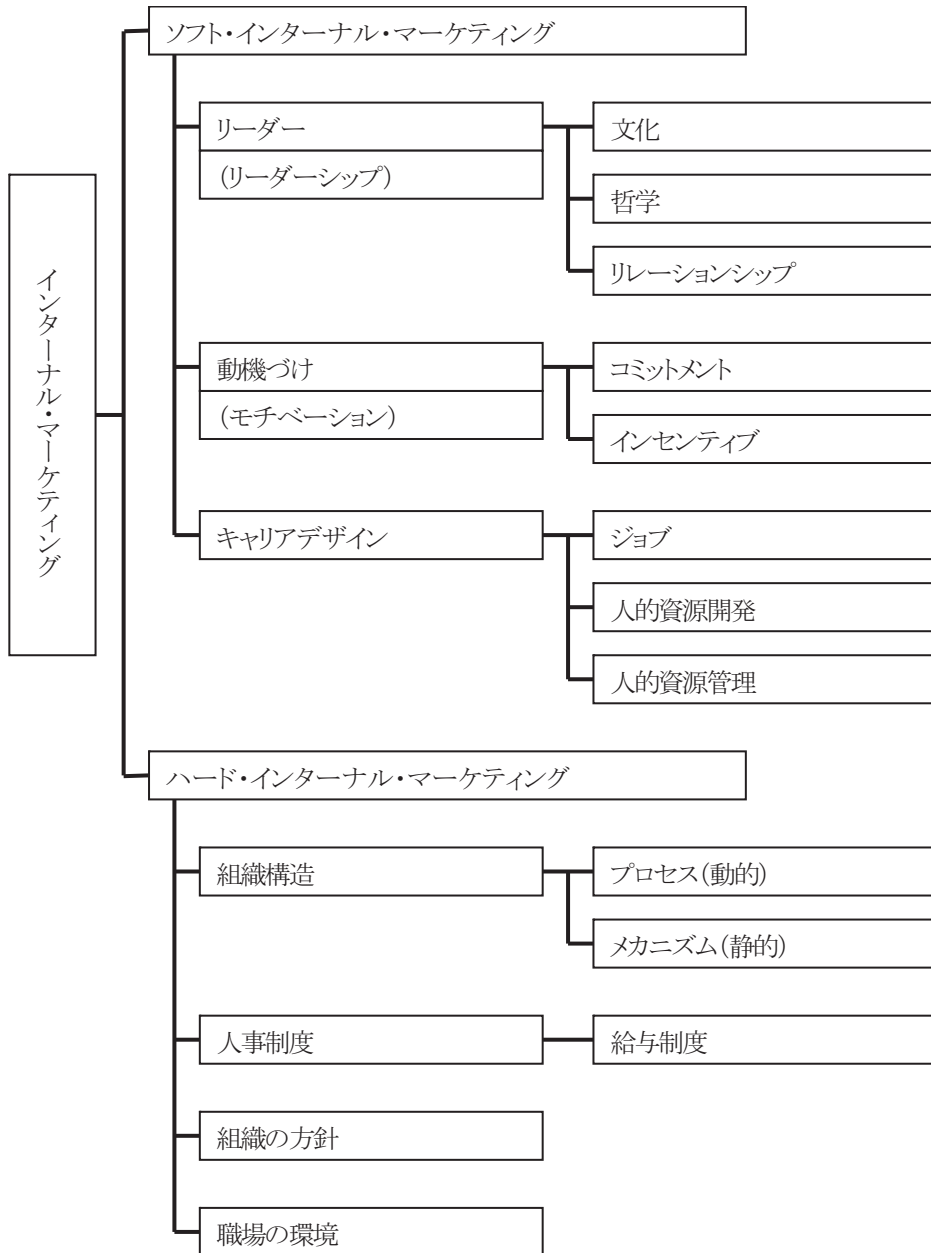 ソフト・インターナル・マーケティング
リーダー
(リーダーシップ)
文化
哲学
リレーションシップ
インターナル・マーケティング
動機づけ
(モチベーション)
コミットメント
インセンティブ
キャリアデザイン
ジョブ
人的資源開発
人的資源管理
ハード・インターナル・マーケティング
組織構造
プロセス(動的)
メカニズム(静的)
人事制度
給与制度
組織の方針
職場の環境